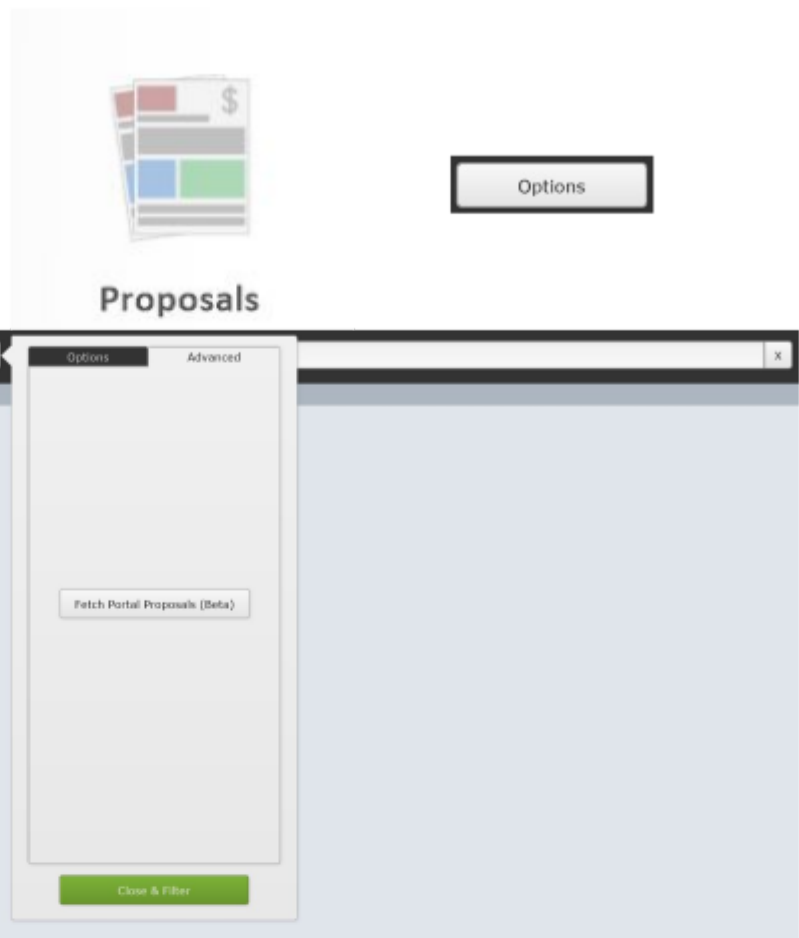 $
Options
Proposals
Options Advanced
x
Fetch Portal Proposals (Beta)
Close & Filter